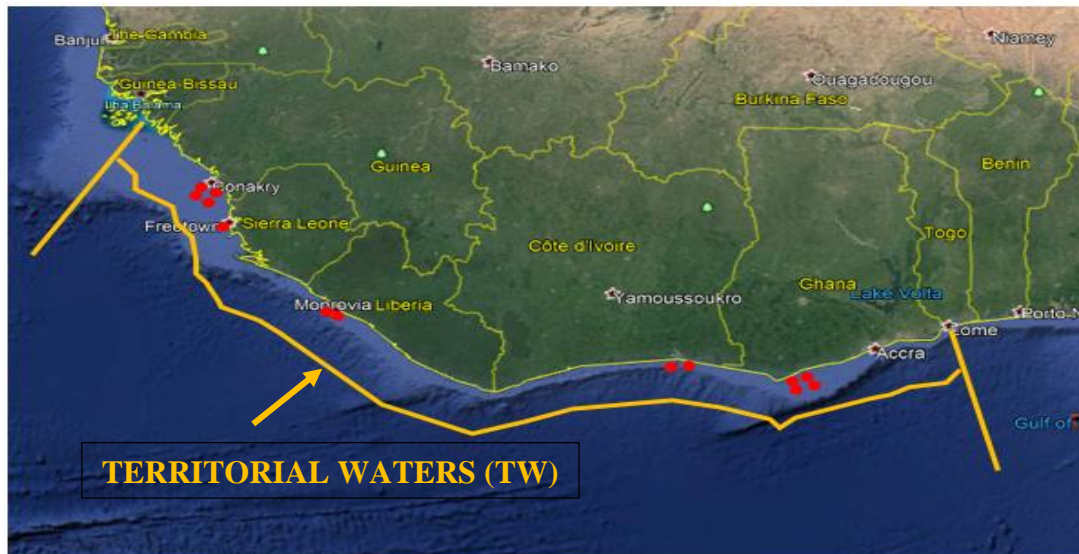 Banjul
The Gambia
Niamey
Bamako
Ouagadougou
Guinea-Bissau
Burkina Faso
Benin
Guinea
Conakry
Togo
Freetown
Sierra Leone
Côte d'Ivoire
Ghana
Lake Volta
Monrovia Liberia
Yamoussoukro
Porto-N
Lome
Accra
Gulf of
TERRITORIAL WATERS (TW)